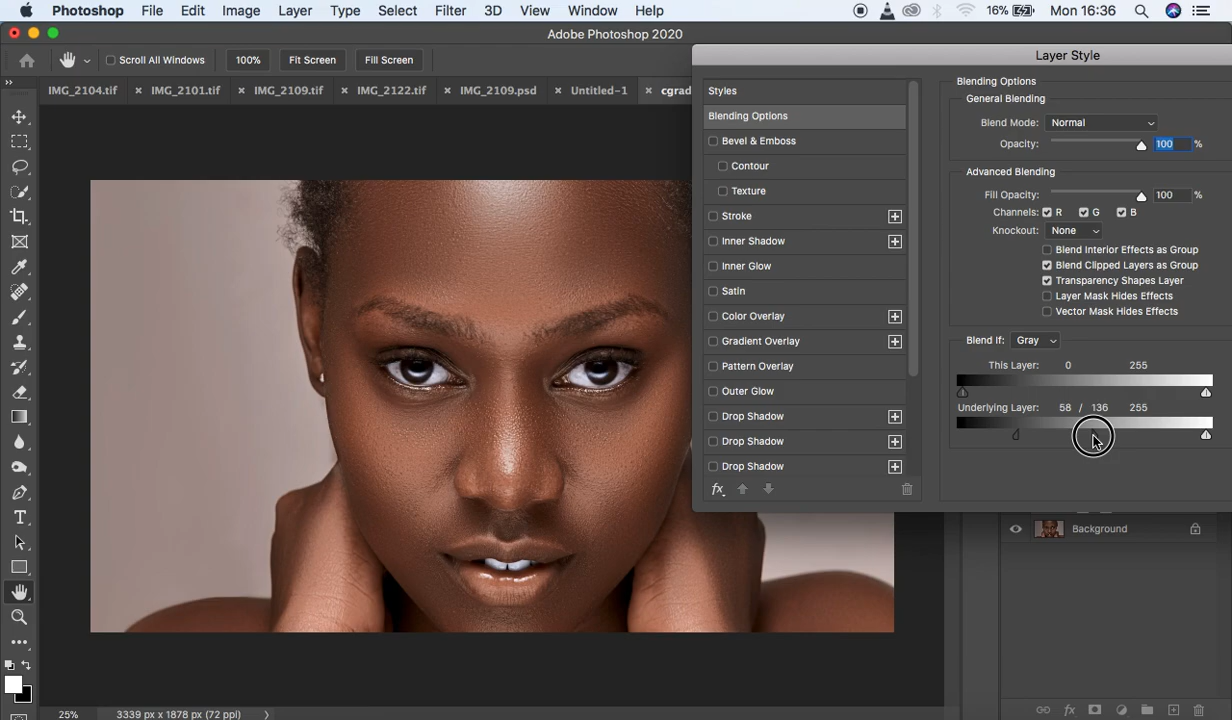 Photoshop File Edit Image Layer Type Select Filter 3D View Window Help 16% Mon 16:36
Adobe Photoshop 2020
Scroll All Windows 100% Fit Screen Fill Screen
IMG_2104.tif × IMG_2101.tif × IMG_2109.tif × IMG_2122.tif × IMG_2109.psd × Untitled-1 × cgrad
Layer Style
Styles
Blending Options
Bevel & Emboss
Contour
Texture
Stroke
Inner Shadow
Inner Glow
Satin
Color Overlay
Gradient Overlay
Pattern Overlay
Outer Glow
Drop Shadow
Drop Shadow
Drop Shadow
fx
Blending Options
General Blending
Blend Mode: Normal
Opacity: 100 %
Advanced Blending
Fill Opacity: 100 %
Channels: R G B
Knockout: None
Blend Interior Effects as Group
Blend Clipped Layers as Group
Transparency Shapes Layer
Layer Mask Hides Effects
Vector Mask Hides Effects
Blend If: Gray
This Layer: 0 255
Underlying Layer: 58 / 136 255
Background
fx
25% 3339 px x 1878 px (72 ppi)